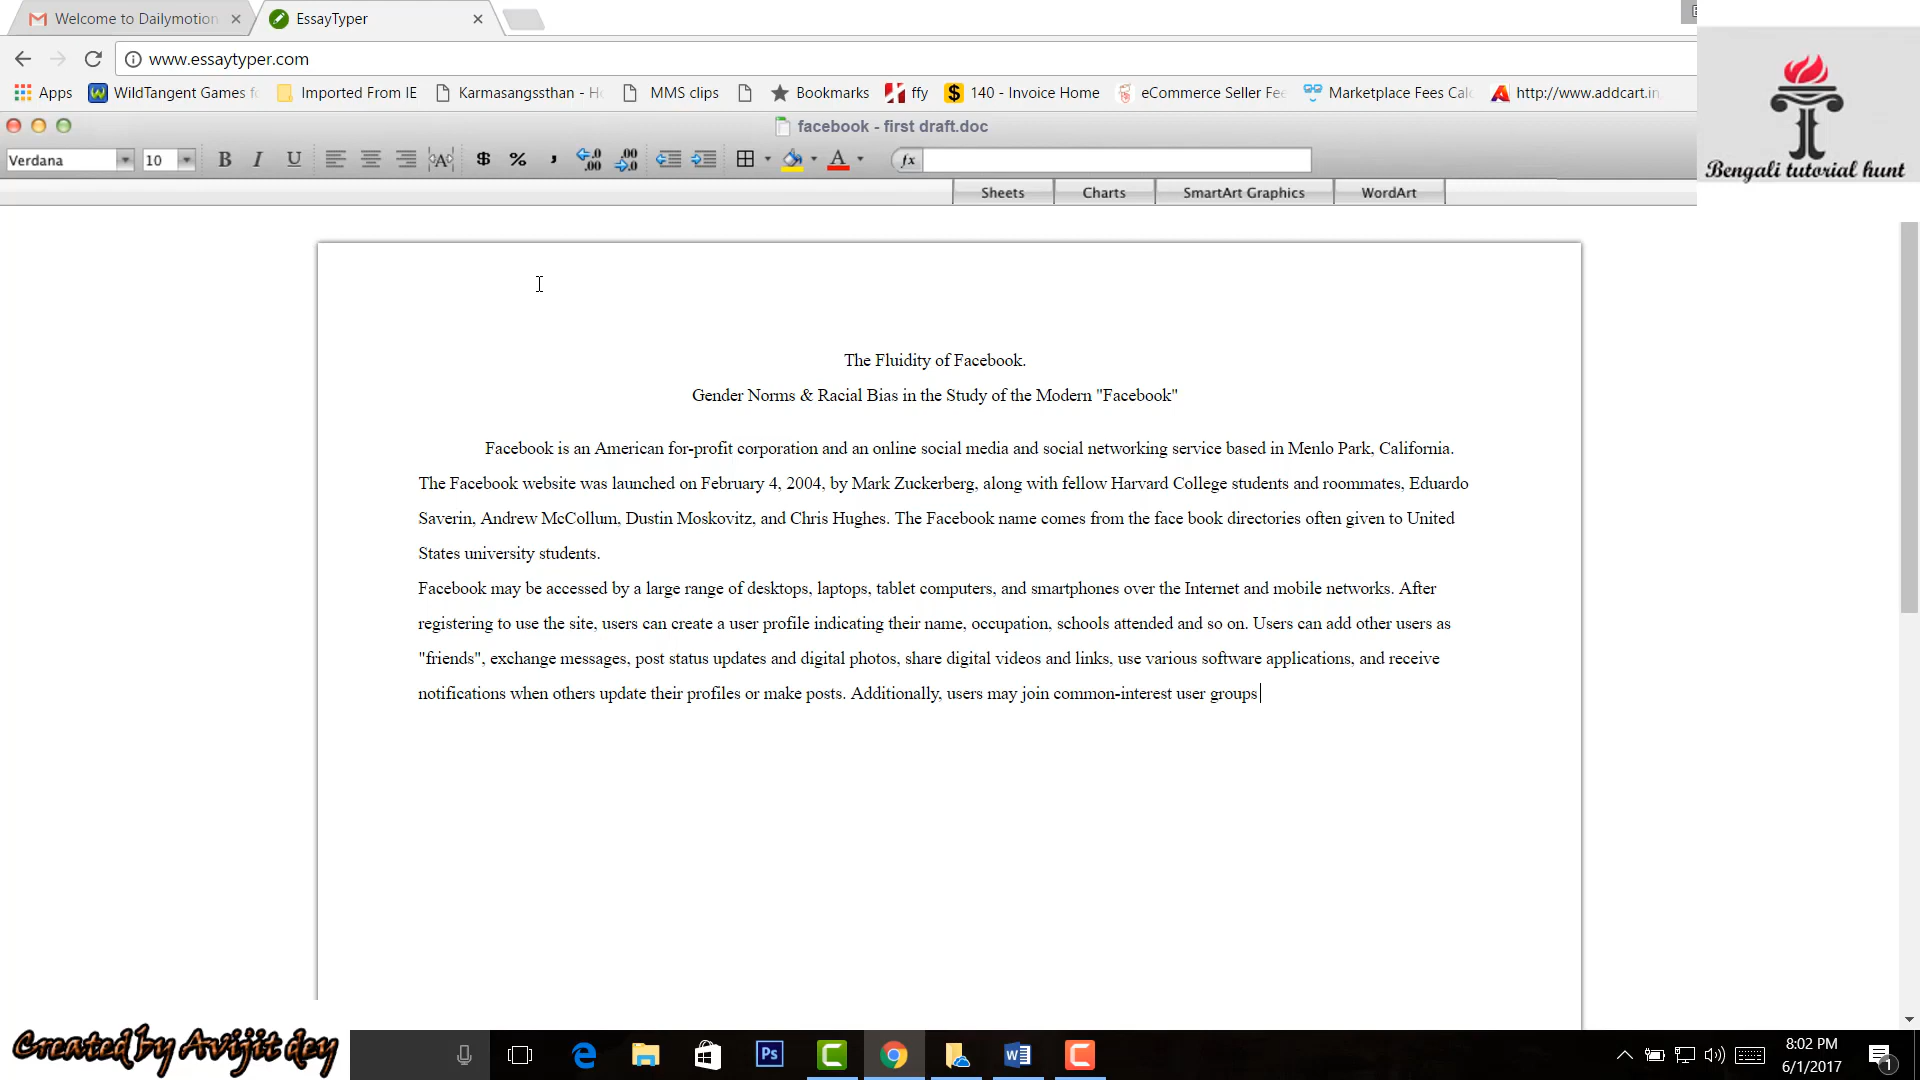 Welcome to Dailymotion
EssayTyper
www.essaytyper.com
Apps
WildTangent Games
Imported From IE
Karmasangssthan - H
MMS clips
Bookmarks
ffy
140 - Invoice Home
eCommerce Seller Fee
Marketplace Fees Calc
http://www.addcart.in
facebook - first draft.doc
Verdana
10
B I U
A
$ % ,
.0 .00
.00 .0
A
fx
Sheets
Charts
SmartArt Graphics
WordArt
Bengali tutorial hunt
The Fluidity of Facebook.
Gender Norms & Racial Bias in the Study of the Modern "Facebook"
Facebook is an American for-profit corporation and an online social media and social networking service based in Menlo Park, California.
The Facebook website was launched on February 4, 2004, by Mark Zuckerberg, along with fellow Harvard College students and roommates, Eduardo
Saverin, Andrew McCollum, Dustin Moskovitz, and Chris Hughes. The Facebook name comes from the face book directories often given to United
States university students.
Facebook may be accessed by a large range of desktops, laptops, tablet computers, and smartphones over the Internet and mobile networks. After
registering to use the site, users can create a user profile indicating their name, occupation, schools attended and so on. Users can add other users as
"friends", exchange messages, post status updates and digital photos, share digital videos and links, use various software applications, and receive
notifications when others update their profiles or make posts. Additionally, users may join common-interest user groups
Created by Avijit dey
Ps
8:02 PM
6/1/2017
1